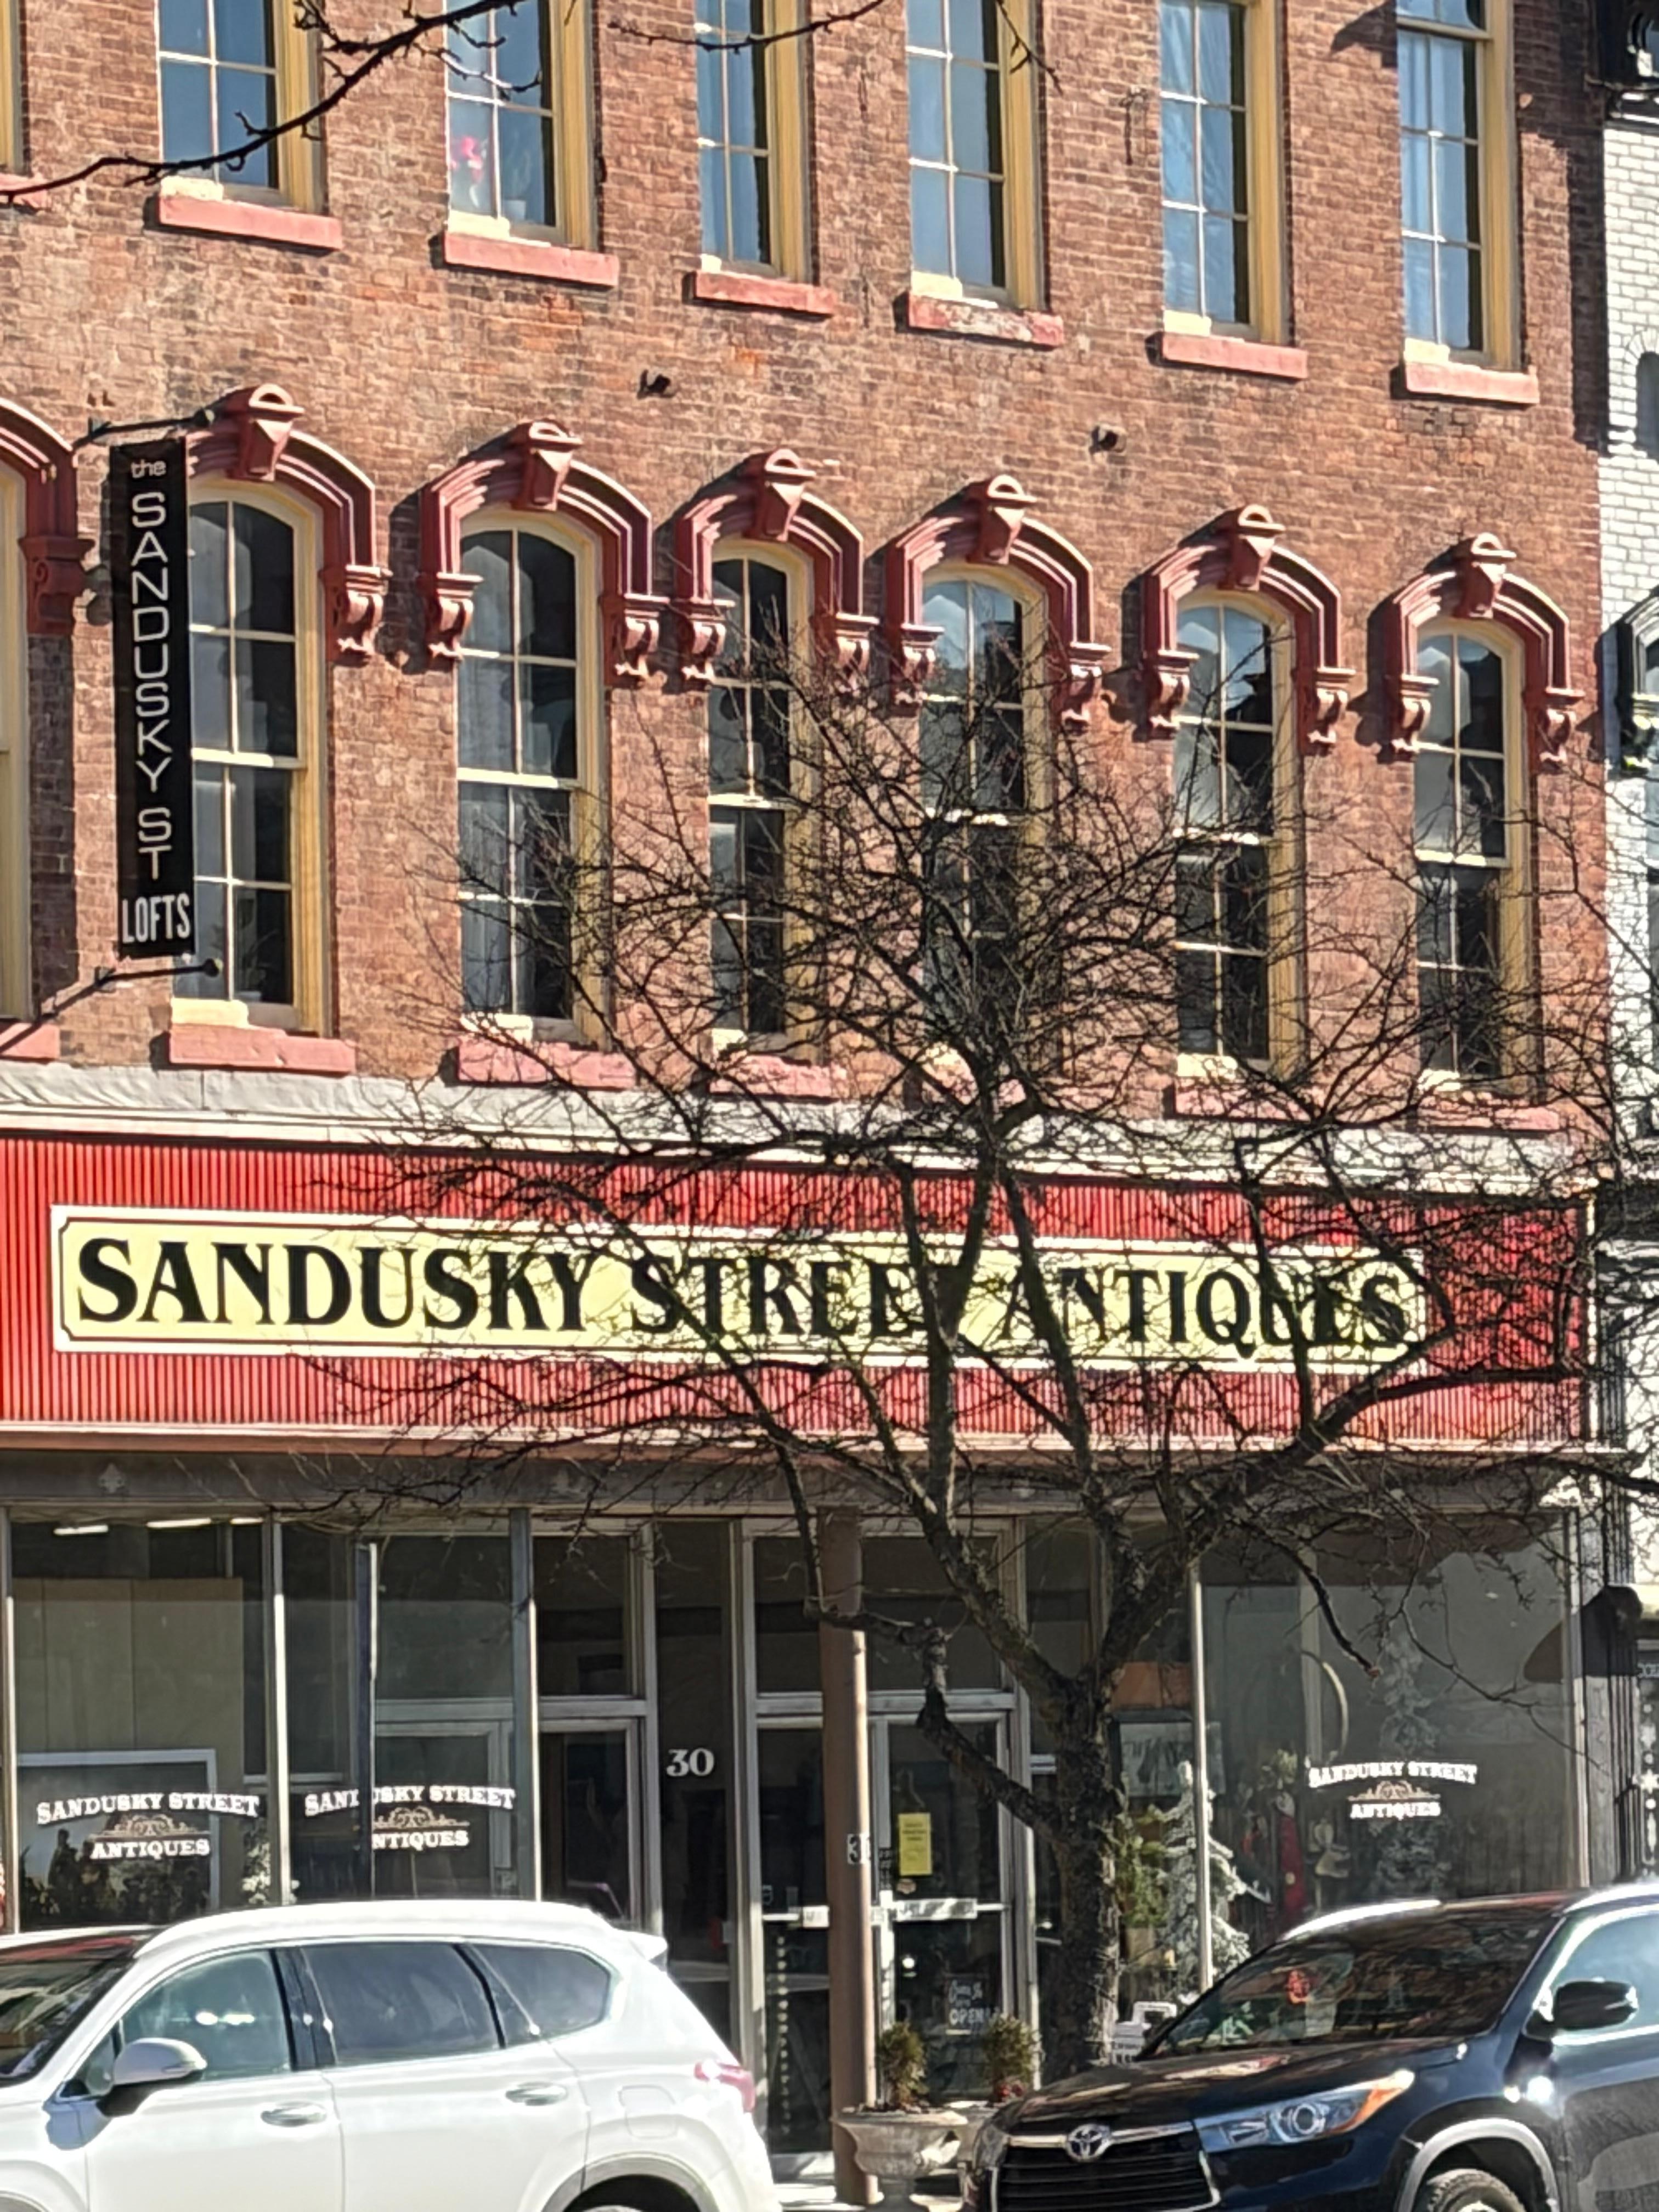 the
SANDUSKY ST
LOFTS
SANDUSKY STREET ANTIQUES
30
SANDUSKY STREET
ANTIQUES
SANDUSKY STREET
ANTIQUES
SANDUSKY STREET
ANTIQUES
OPEN